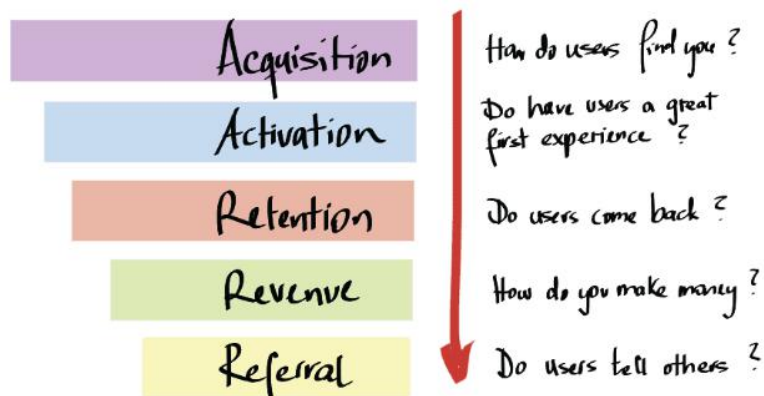 Acquisition
How do users find you?
Activation
Do have users a great
first experience?
Retention
Do users come back?
Revenue
How do you make money?
Referral
Do users tell others?